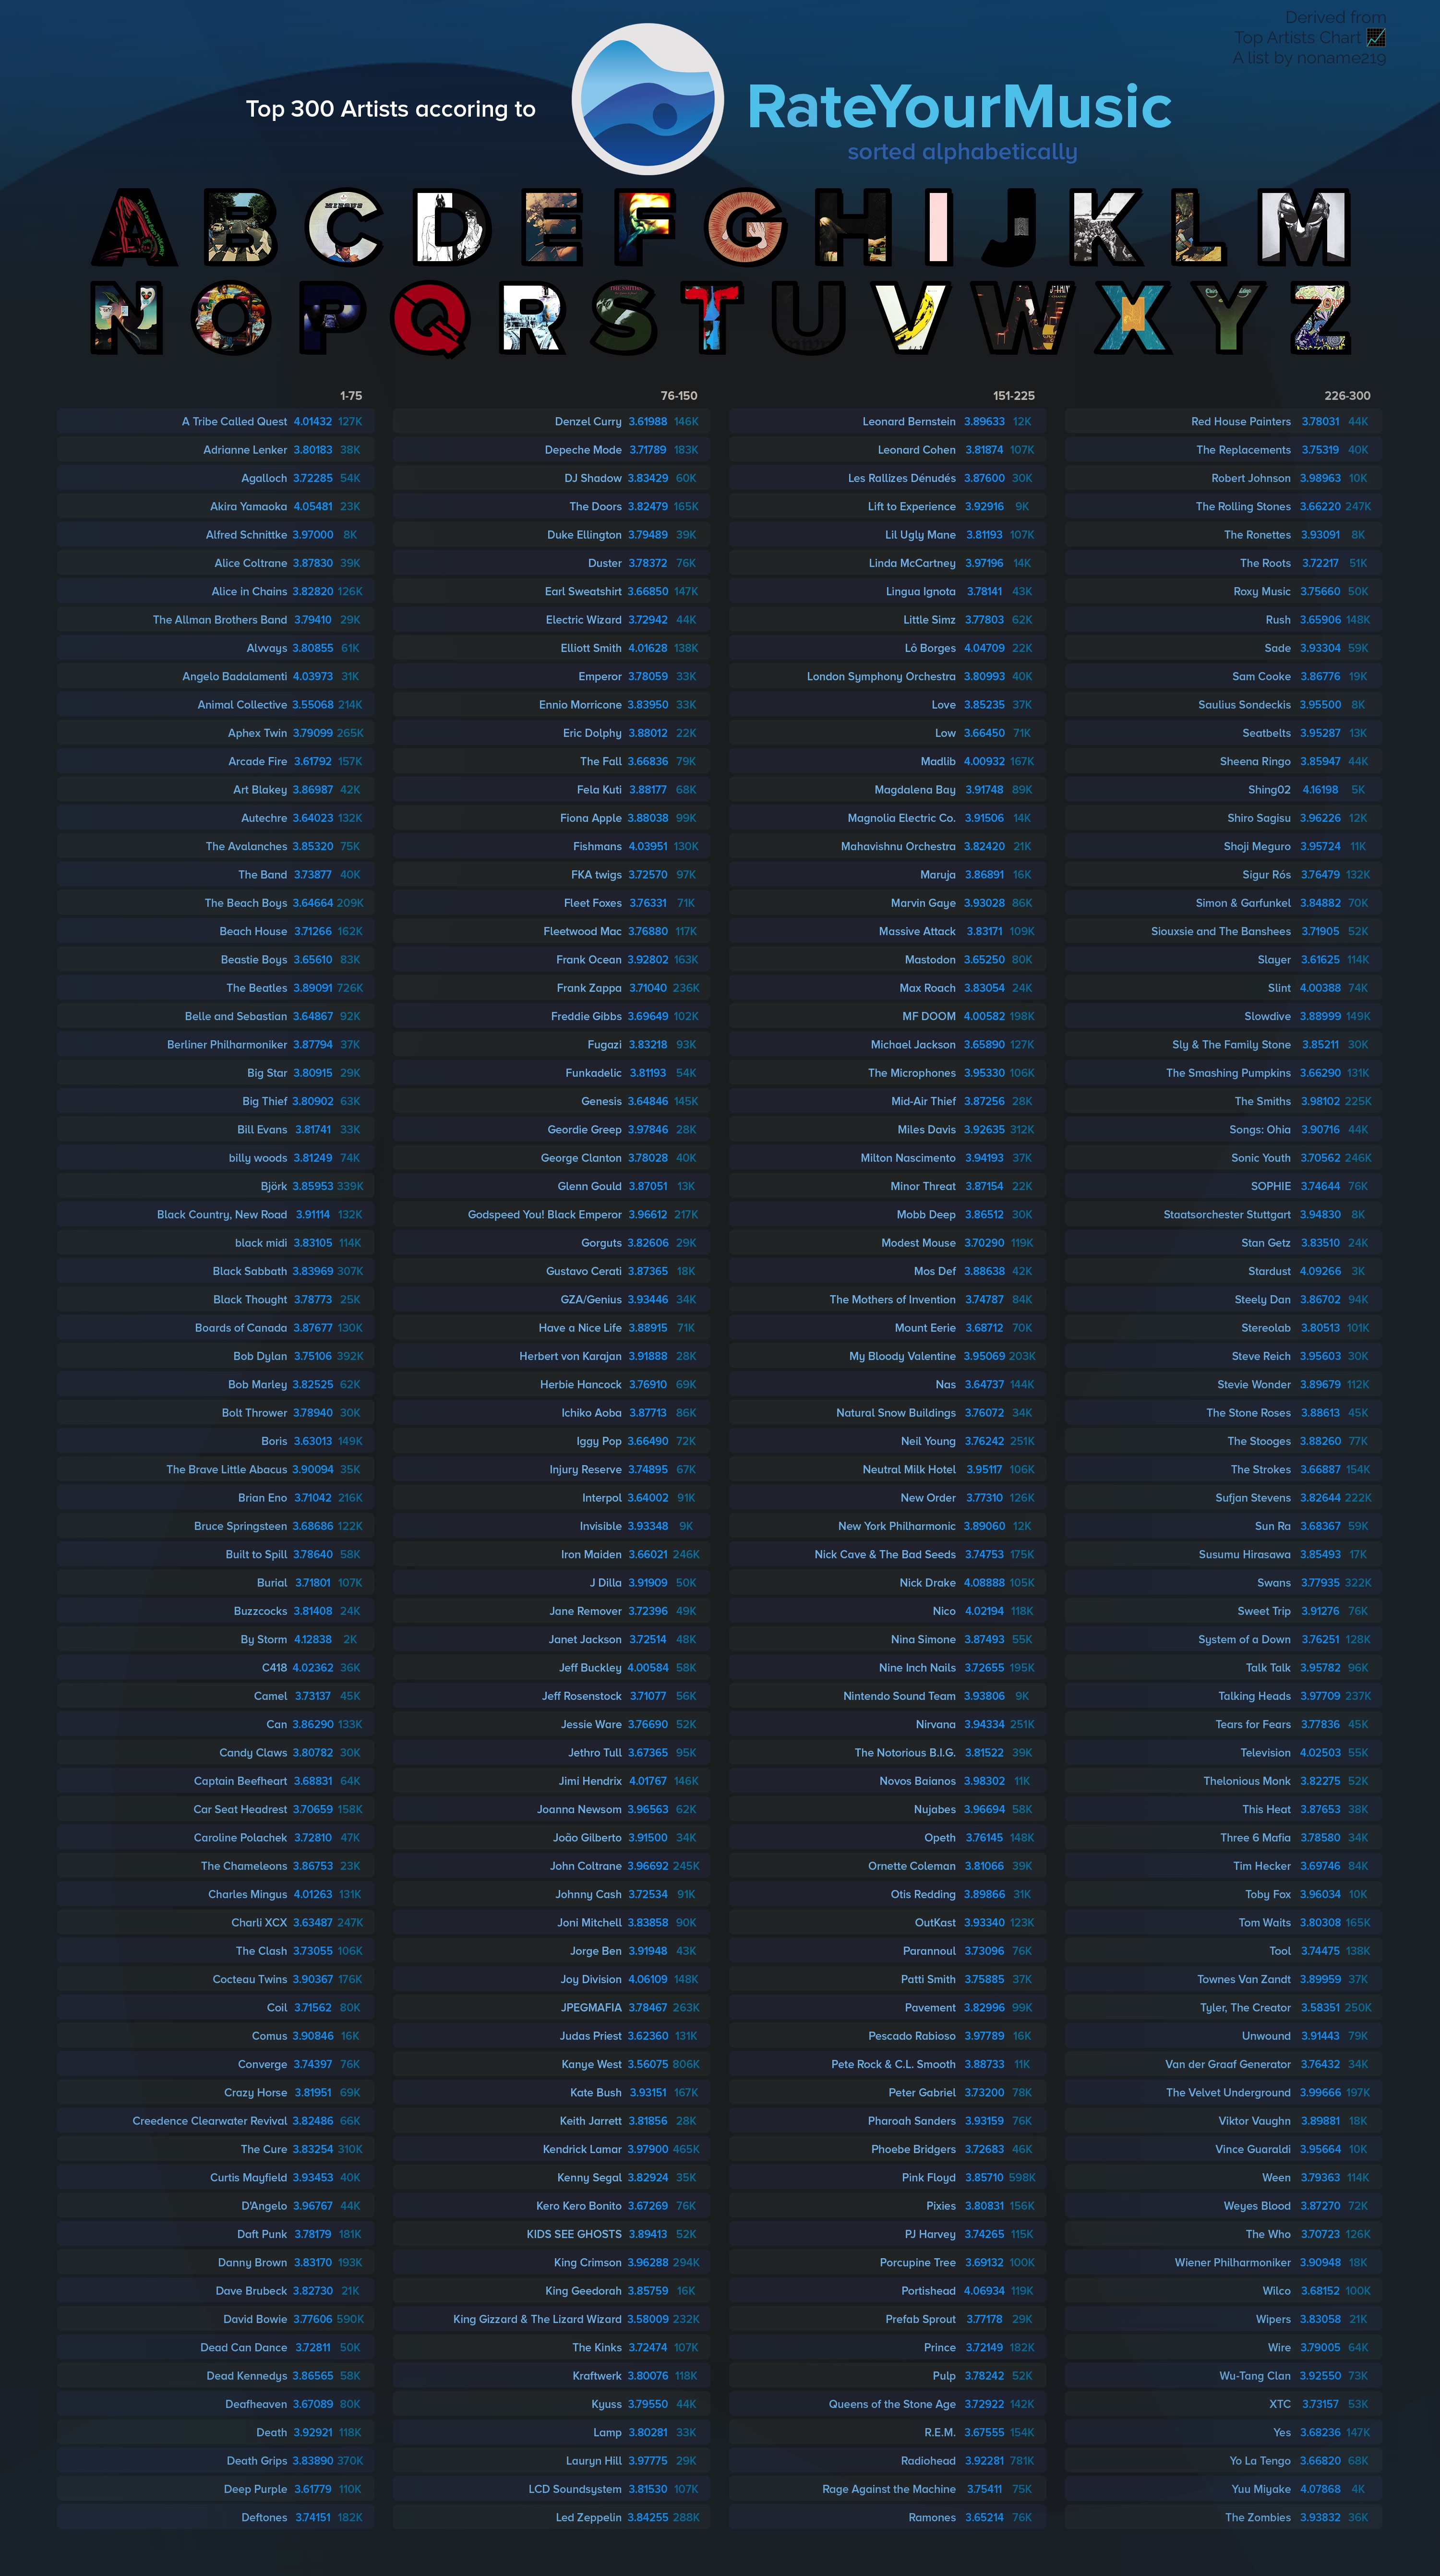 Derived from
Top Artists Chart
A list by noname219
Top 300 Artists accoring to
RateYourMusic
sorted alphabetically
A B C D E F G H I J K L M
N O P Q R S T U V W X Y Z
1-75
A Tribe Called Quest 4.01432 127K
Adrianne Lenker 3.80183 38K
Agalloch 3.72285 54K
Akira Yamaoka 4.05481 23K
Alfred Schnittke 3.97000 8K
Alice Coltrane 3.87830 39K
Alice in Chains 3.82820 126K
The Allman Brothers Band 3.79410 29K
Alvvays 3.80855 61K
Angelo Badalamenti 4.03973 31K
Animal Collective 3.55068 214K
Aphex Twin 3.79099 265K
Arcade Fire 3.61792 157K
Art Blakey 3.86987 42K
Autechre 3.64023 132K
The Avalanches 3.85320 75K
The Band 3.73877 40K
The Beach Boys 3.64664 209K
Beach House 3.71266 162K
Beastie Boys 3.65610 83K
The Beatles 3.89091 726K
Belle and Sebastian 3.64867 92K
Berliner Philharmoniker 3.87794 37K
Big Star 3.80915 29K
Big Thief 3.80902 63K
Bill Evans 3.81741 33K
billy woods 3.81249 74K
Björk 3.85953 339K
Black Country, New Road 3.91114 132K
black midi 3.83105 114K
Black Sabbath 3.83969 307K
Black Thought 3.78773 25K
Boards of Canada 3.87677 130K
Bob Dylan 3.75106 392K
Bob Marley 3.82525 62K
Bolt Thrower 3.78940 30K
Boris 3.63013 149K
The Brave Little Abacus 3.90094 35K
Brian Eno 3.71042 216K
Bruce Springsteen 3.68686 122K
Built to Spill 3.78640 58K
Burial 3.71801 107K
Buzzcocks 3.81408 24K
By Storm 4.12838 2K
C418 4.02362 36K
Camel 3.73137 45K
Can 3.86290 133K
Candy Claws 3.80782 30K
Captain Beefheart 3.68831 64K
Car Seat Headrest 3.70659 158K
Caroline Polachek 3.72810 47K
The Chameleons 3.86753 23K
Charles Mingus 4.01263 131K
Charli XCX 3.63487 247K
The Clash 3.73055 106K
Cocteau Twins 3.90367 176K
Coil 3.71562 80K
Comus 3.90846 16K
Converge 3.74397 76K
Crazy Horse 3.81951 69K
Creedence Clearwater Revival 3.82486 66K
The Cure 3.83254 310K
Curtis Mayfield 3.93453 40K
D'Angelo 3.96767 44K
Daft Punk 3.78179 181K
Danny Brown 3.83170 193K
Dave Brubeck 3.82730 21K
David Bowie 3.77606 590K
Dead Can Dance 3.72811 50K
Dead Kennedys 3.86565 58K
Deafheaven 3.67089 80K
Death 3.92921 118K
Death Grips 3.83890 370K
Deep Purple 3.61779 110K
Deftones 3.74151 182K
76-150
Denzel Curry 3.61988 146K
Depeche Mode 3.71789 183K
DJ Shadow 3.83429 60K
The Doors 3.82479 165K
Duke Ellington 3.79489 39K
Duster 3.78372 76K
Earl Sweatshirt 3.66850 147K
Electric Wizard 3.72942 44K
Elliott Smith 4.01628 138K
Emperor 3.78059 33K
Ennio Morricone 3.83950 33K
Eric Dolphy 3.88012 22K
The Fall 3.66836 79K
Fela Kuti 3.88177 68K
Fiona Apple 3.88038 99K
Fishmans 4.03951 130K
FKA twigs 3.72570 97K
Fleet Foxes 3.76331 71K
Fleetwood Mac 3.76880 117K
Frank Ocean 3.92802 163K
Frank Zappa 3.71040 236K
Freddie Gibbs 3.69649 102K
Fugazi 3.83218 93K
Funkadelic 3.81193 54K
Genesis 3.64846 145K
Geordie Greep 3.97846 28K
George Clanton 3.78028 40K
Glenn Gould 3.87051 13K
Godspeed You! Black Emperor 3.96612 217K
Gorguts 3.82606 29K
Gustavo Cerati 3.87365 18K
GZA/Genius 3.93446 34K
Have a Nice Life 3.88915 71K
Herbert von Karajan 3.91888 28K
Herbie Hancock 3.76910 69K
Ichiko Aoba 3.87713 86K
Iggy Pop 3.66490 72K
Injury Reserve 3.74895 67K
Interpol 3.64002 91K
Invisible 3.93348 9K
Iron Maiden 3.66021 246K
J Dilla 3.91909 50K
Jane Remover 3.72396 49K
Janet Jackson 3.72514 48K
Jeff Buckley 4.00584 58K
Jeff Rosenstock 3.71077 56K
Jessie Ware 3.76690 52K
Jethro Tull 3.67365 95K
Jimi Hendrix 4.01767 146K
Joanna Newsom 3.96563 62K
João Gilberto 3.91500 34K
John Coltrane 3.96692 245K
Johnny Cash 3.72534 91K
Joni Mitchell 3.83858 90K
Jorge Ben 3.91948 43K
Joy Division 4.06109 148K
JPEGMAFIA 3.78467 263K
Judas Priest 3.62360 131K
Kanye West 3.56075 806K
Kate Bush 3.93151 167K
Keith Jarrett 3.81856 28K
Kendrick Lamar 3.97900 465K
Kenny Segal 3.82924 35K
Kero Kero Bonito 3.67269 76K
KIDS SEE GHOSTS 3.89413 52K
King Crimson 3.96288 294K
King Geedorah 3.85759 16K
King Gizzard & The Lizard Wizard 3.58009 232K
The Kinks 3.72474 107K
Kraftwerk 3.80076 118K
Kyuss 3.79550 44K
Lamp 3.80281 33K
Lauryn Hill 3.97775 29K
LCD Soundsystem 3.81530 107K
Led Zeppelin 3.84255 288K
151-225
Leonard Bernstein 3.89633 12K
Leonard Cohen 3.81874 107K
Les Rallizes Dénudés 3.87600 30K
Lift to Experience 3.92916 9K
Lil Ugly Mane 3.81193 107K
Linda McCartney 3.97196 14K
Lingua Ignota 3.78141 43K
Little Simz 3.77803 62K
Lô Borges 4.04709 22K
London Symphony Orchestra 3.80993 40K
Love 3.85235 37K
Low 3.66450 71K
Madlib 4.00932 167K
Magdalena Bay 3.91748 89K
Magnolia Electric Co. 3.91506 14K
Mahavishnu Orchestra 3.82420 21K
Maruja 3.86891 16K
Marvin Gaye 3.93028 86K
Massive Attack 3.83171 109K
Mastodon 3.65250 80K
Max Roach 3.83054 24K
MF DOOM 4.00582 198K
Michael Jackson 3.65890 127K
The Microphones 3.95330 106K
Mid-Air Thief 3.87256 28K
Miles Davis 3.92635 312K
Milton Nascimento 3.94193 37K
Minor Threat 3.87154 22K
Mobb Deep 3.86512 30K
Modest Mouse 3.70290 119K
Mos Def 3.88638 42K
The Mothers of Invention 3.74787 84K
Mount Eerie 3.68712 70K
My Bloody Valentine 3.95069 203K
Nas 3.64737 144K
Natural Snow Buildings 3.76072 34K
Neil Young 3.76242 251K
Neutral Milk Hotel 3.95117 106K
New Order 3.77310 126K
New York Philharmonic 3.89060 12K
Nick Cave & The Bad Seeds 3.74753 175K
Nick Drake 4.08888 105K
Nico 4.02194 118K
Nina Simone 3.87493 55K
Nine Inch Nails 3.72655 195K
Nintendo Sound Team 3.93806 9K
Nirvana 3.94334 251K
The Notorious B.I.G. 3.81522 39K
Novos Baianos 3.98302 11K
Nujabes 3.96694 58K
Opeth 3.76145 148K
Ornette Coleman 3.81066 39K
Otis Redding 3.89866 31K
OutKast 3.93340 123K
Parannoul 3.73096 76K
Patti Smith 3.75885 37K
Pavement 3.82996 99K
Pescado Rabioso 3.97789 16K
Pete Rock & C.L. Smooth 3.88733 11K
Peter Gabriel 3.73200 78K
Pharoah Sanders 3.93159 76K
Phoebe Bridgers 3.72683 46K
Pink Floyd 3.85710 598K
Pixies 3.80831 156K
PJ Harvey 3.74265 115K
Porcupine Tree 3.69132 100K
Portishead 4.06934 119K
Prefab Sprout 3.77178 29K
Prince 3.72149 182K
Pulp 3.78242 52K
Queens of the Stone Age 3.72922 142K
R.E.M. 3.67555 154K
Radiohead 3.92281 781K
Rage Against the Machine 3.75411 75K
Ramones 3.65214 76K
226-300
Red House Painters 3.78031 44K
The Replacements 3.75319 40K
Robert Johnson 3.98963 10K
The Rolling Stones 3.66220 247K
The Ronettes 3.93091 8K
The Roots 3.72217 51K
Roxy Music 3.75660 50K
Rush 3.65906 148K
Sade 3.93304 59K
Sam Cooke 3.86776 19K
Saulius Sondeckis 3.95500 8K
Seatbelts 3.95287 13K
Sheena Ringo 3.85947 44K
Shing02 4.16198 5K
Shiro Sagisu 3.96226 12K
Shoji Meguro 3.95724 11K
Sigur Rós 3.76479 132K
Simon & Garfunkel 3.84882 70K
Siouxsie and The Banshees 3.71905 52K
Slayer 3.61625 114K
Slint 4.00388 74K
Slowdive 3.88999 149K
Sly & The Family Stone 3.85211 30K
The Smashing Pumpkins 3.66290 131K
The Smiths 3.98102 225K
Songs: Ohia 3.90716 44K
Sonic Youth 3.70562 246K
SOPHIE 3.74644 76K
Staatsorchester Stuttgart 3.94830 8K
Stan Getz 3.83510 24K
Stardust 4.09266 3K
Steely Dan 3.86702 94K
Stereolab 3.80513 101K
Steve Reich 3.95603 30K
Stevie Wonder 3.89679 112K
The Stone Roses 3.88613 45K
The Stooges 3.88260 77K
The Strokes 3.66887 154K
Sufjan Stevens 3.82644 222K
Sun Ra 3.68367 59K
Susumu Hirasawa 3.85493 17K
Swans 3.77935 322K
Sweet Trip 3.91276 76K
System of a Down 3.76251 128K
Talk Talk 3.95782 96K
Talking Heads 3.97709 237K
Tears for Fears 3.77836 45K
Television 4.02503 55K
Thelonious Monk 3.82275 52K
This Heat 3.87653 38K
Three 6 Mafia 3.78580 34K
Tim Hecker 3.69746 84K
Toby Fox 3.96034 10K
Tom Waits 3.80308 165K
Tool 3.74475 138K
Townes Van Zandt 3.89959 37K
Tyler, The Creator 3.58351 250K
Unwound 3.91443 79K
Van der Graaf Generator 3.76432 34K
The Velvet Underground 3.99666 197K
Viktor Vaughn 3.89881 18K
Vince Guaraldi 3.95664 10K
Ween 3.79363 114K
Weyes Blood 3.87270 72K
The Who 3.70723 126K
Wiener Philharmoniker 3.90948 18K
Wilco 3.68152 100K
Wipers 3.83058 21K
Wire 3.79005 64K
Wu-Tang Clan 3.92550 73K
XTC 3.73157 53K
Yes 3.68236 147K
Yo La Tengo 3.66820 68K
Yuu Miyake 4.07868 4K
The Zombies 3.93832 36K